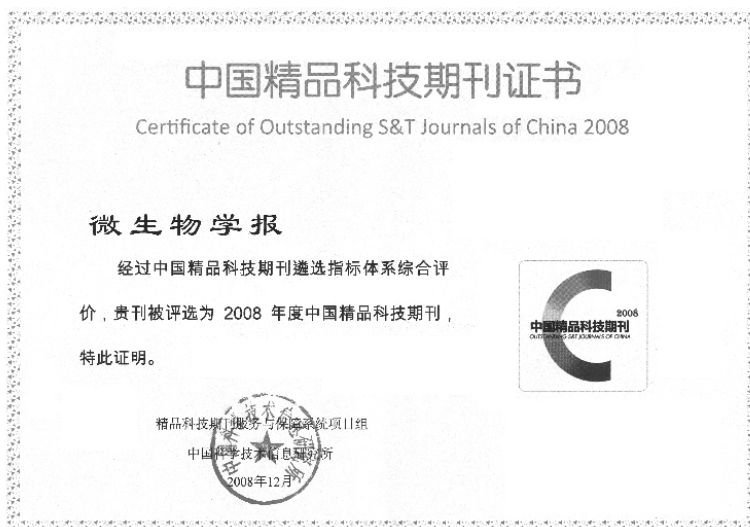 中国精品科技期刊证书
Certificate of Outstanding S&T Journals of China 2008
微生物学报
经过中国精品科技期刊遴选指标体系综合评
价，贵刊被评选为 2008 年度中国精品科技期刊，
特此证明。
2008
中国精品科技期刊
OUTSTANDING S&T JOURNALS OF CHINA
精品科技期刊服务与保障系统项目组
中国科学技术信息研究所
2008年12月